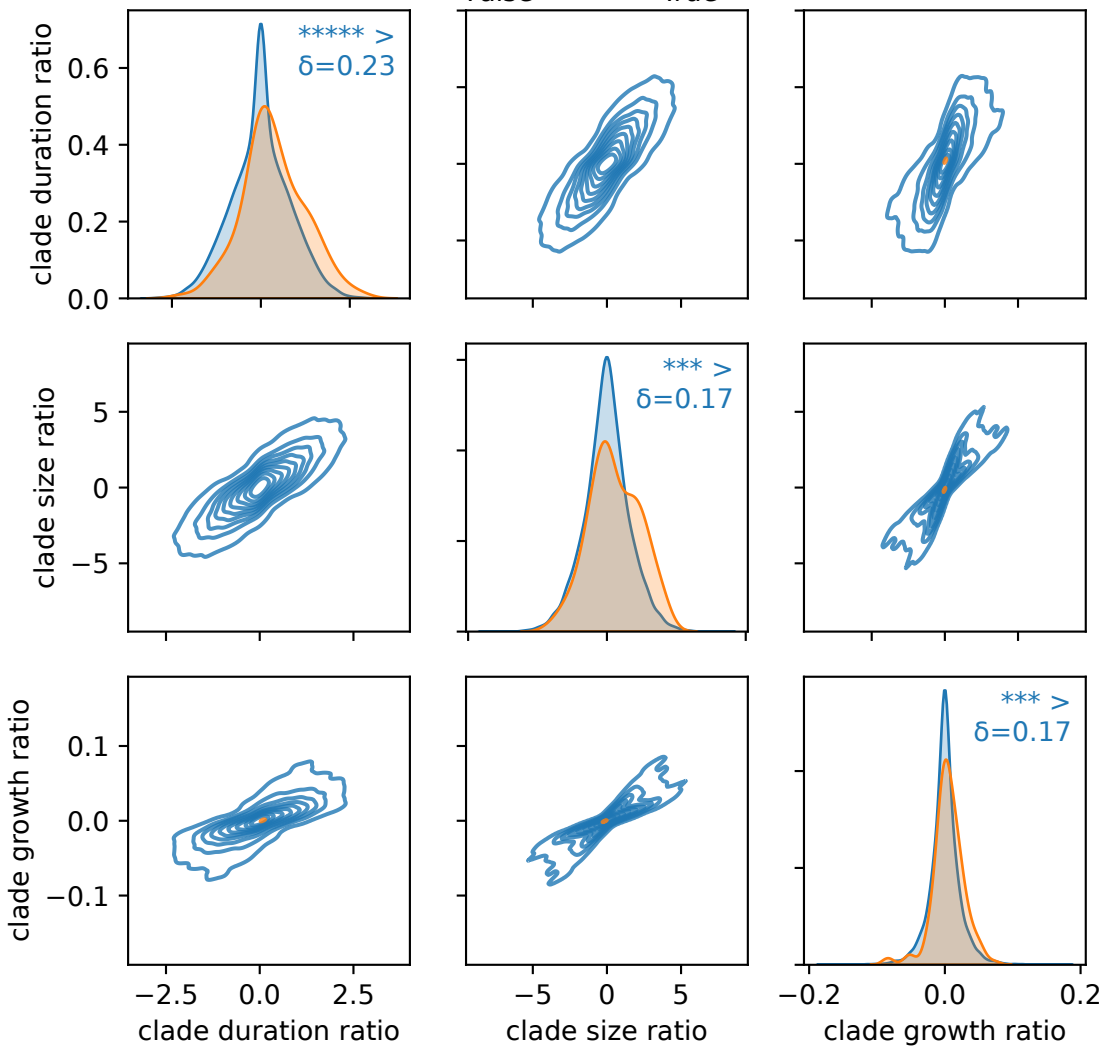 ***** >
δ=0.23
clade duration ratio
0.6
0.4
0.2
0.0
*** >
δ=0.17
clade size ratio
5
0
−5
*** >
δ=0.17
clade growth ratio
0.1
0.0
−0.1
−2.5 0.0 2.5 −5 0 5 −0.2 0.0 0.2
clade duration ratio clade size ratio clade growth ratio